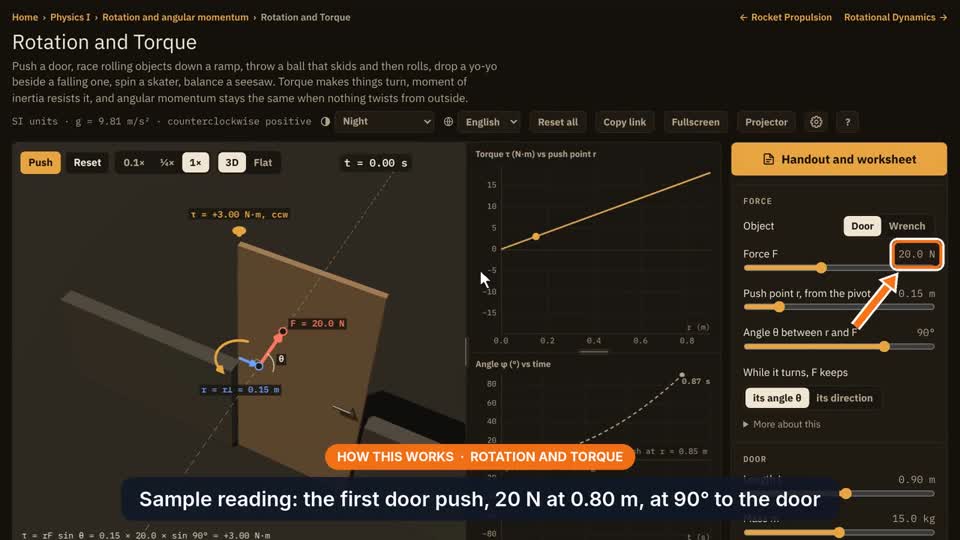 Home › Physics I › Rotation and angular momentum › Rotation and Torque
← Rocket Propulsion Rotational Dynamics →
Rotation and Torque
Push a door, race rolling objects down a ramp, throw a ball that skids and then rolls, drop a yo-yo
beside a falling one, spin a skater, balance a seesaw. Torque makes things turn, moment of
inertia resists it, and angular momentum stays the same when nothing twists from outside.
SI units · g = 9.81 m/s² · counterclockwise positive
Night
English
Reset all
Copy link
Fullscreen
Projector
?
Push
Reset
0.1×
¼×
1×
3D
Flat
t = 0.00 s
τ = +3.00 N·m, ccw
F = 20.0 N
θ
r = r⊥ = 0.15 m
τ = rF sin θ = 0.15 × 20.0 × sin 90° = +3.00 N·m
Torque τ (N·m) vs push point r
15
10
5
0
−5
−10
−15
r (m)
0.0 0.2 0.4 0.6 0.8
Angle φ (°) vs time
80
60
40
20
−80
0.87 s
at r = 0.85 m
t (s)
Handout and worksheet
FORCE
Object
Door
Wrench
Force F
20.0 N
Push point r, from the pivot
0.15 m
Angle θ between r and F
90°
While it turns, F keeps
its angle θ
its direction
More about this
DOOR
0.90 m
15.0 kg
HOW THIS WORKS · ROTATION AND TORQUE
Sample reading: the first door push, 20 N at 0.80 m, at 90° to the door